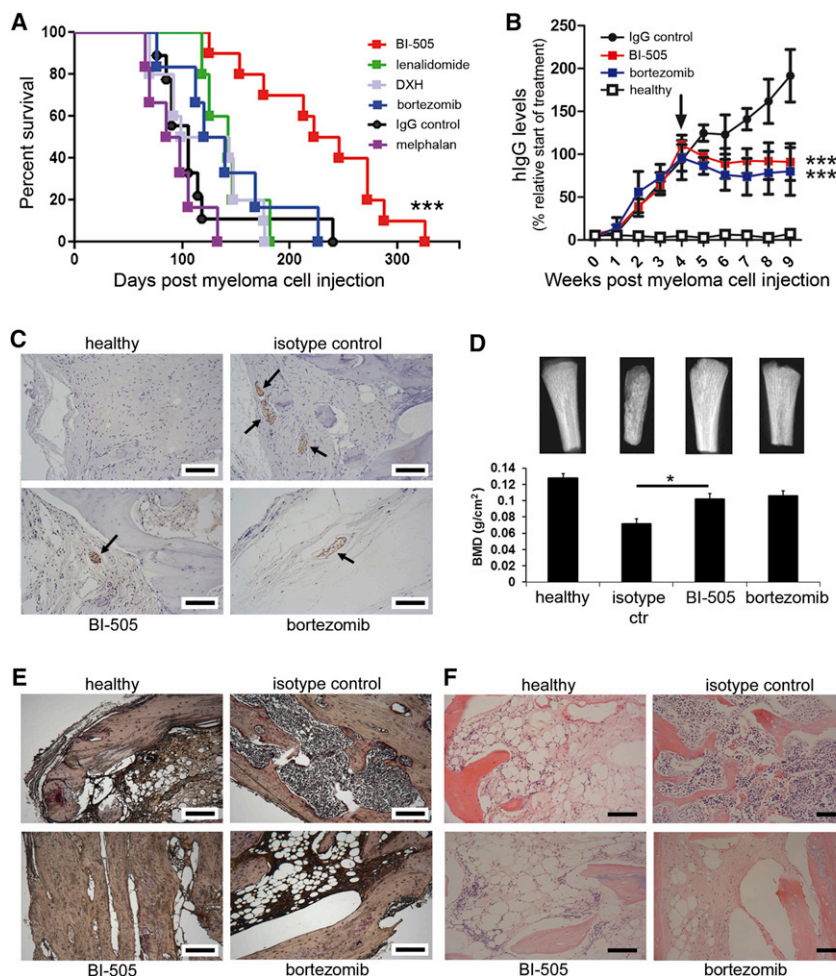 A
Percent survival
100
80
60
40
20
0
0
100
200
300
Days post myeloma cell injection
BI-505
lenalidomide
DXH
bortezomib
IgG control
melphalan
***
B
hIgG levels
(% relative start of treatment)
250
200
150
100
50
0
0 1 2 3 4 5 6 7 8 9
Weeks post myeloma cell injection
IgG control
BI-505
bortezomib
healthy
***
***
C
healthy
isotype control
BI-505
bortezomib
D
BMD (g/cm²)
0.14
0.12
0.1
0.08
0.06
0.04
0.02
0
*
healthy
isotype
ctr
BI-505
bortezomib
E
healthy
isotype control
BI-505
bortezomib
F
healthy
isotype control
BI-505
bortezomib